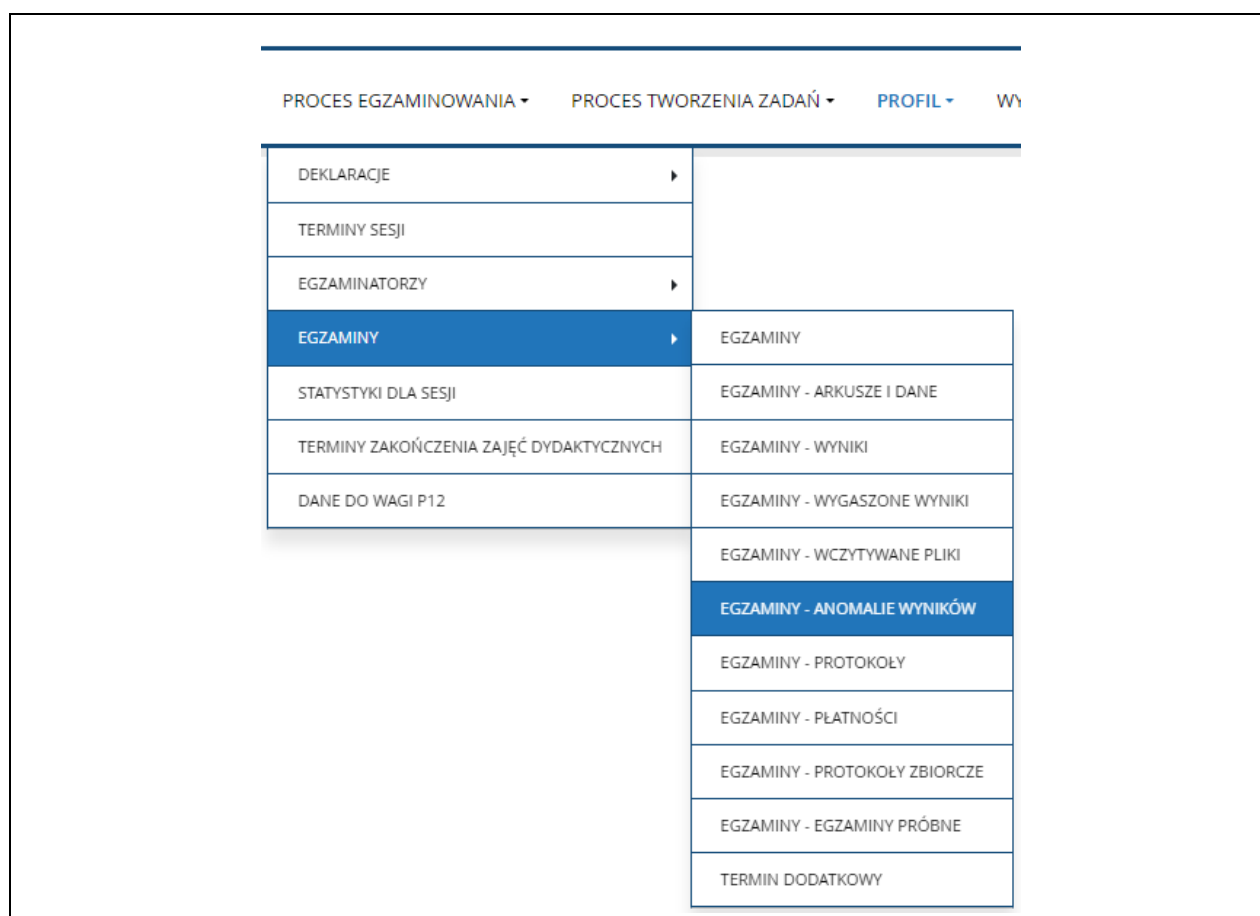 PROCES EGZAMINOWANIA PROCES TWORZENIA ZADAŃ PROFIL WY
DEKLARACJE
TERMINY SESJI
EGZAMINATORZY
EGZAMINY
STATYSTYKI DLA SESJI
TERMINY ZAKOŃCZENIA ZAJĘĆ DYDAKTYCZNYCH
DANE DO WAGI P12
EGZAMINY
EGZAMINY - ARKUSZE I DANE
EGZAMINY - WYNIKI
EGZAMINY - WYGASZONE WYNIKI
EGZAMINY - WCZYTYWANE PLIKI
EGZAMINY - ANOMALIE WYNIKÓW
EGZAMINY - PROTOKOŁY
EGZAMINY - PŁATNOŚCI
EGZAMINY - PROTOKOŁY ZBIORCZE
EGZAMINY - EGZAMINY PRÓBNE
TERMIN DODATKOWY